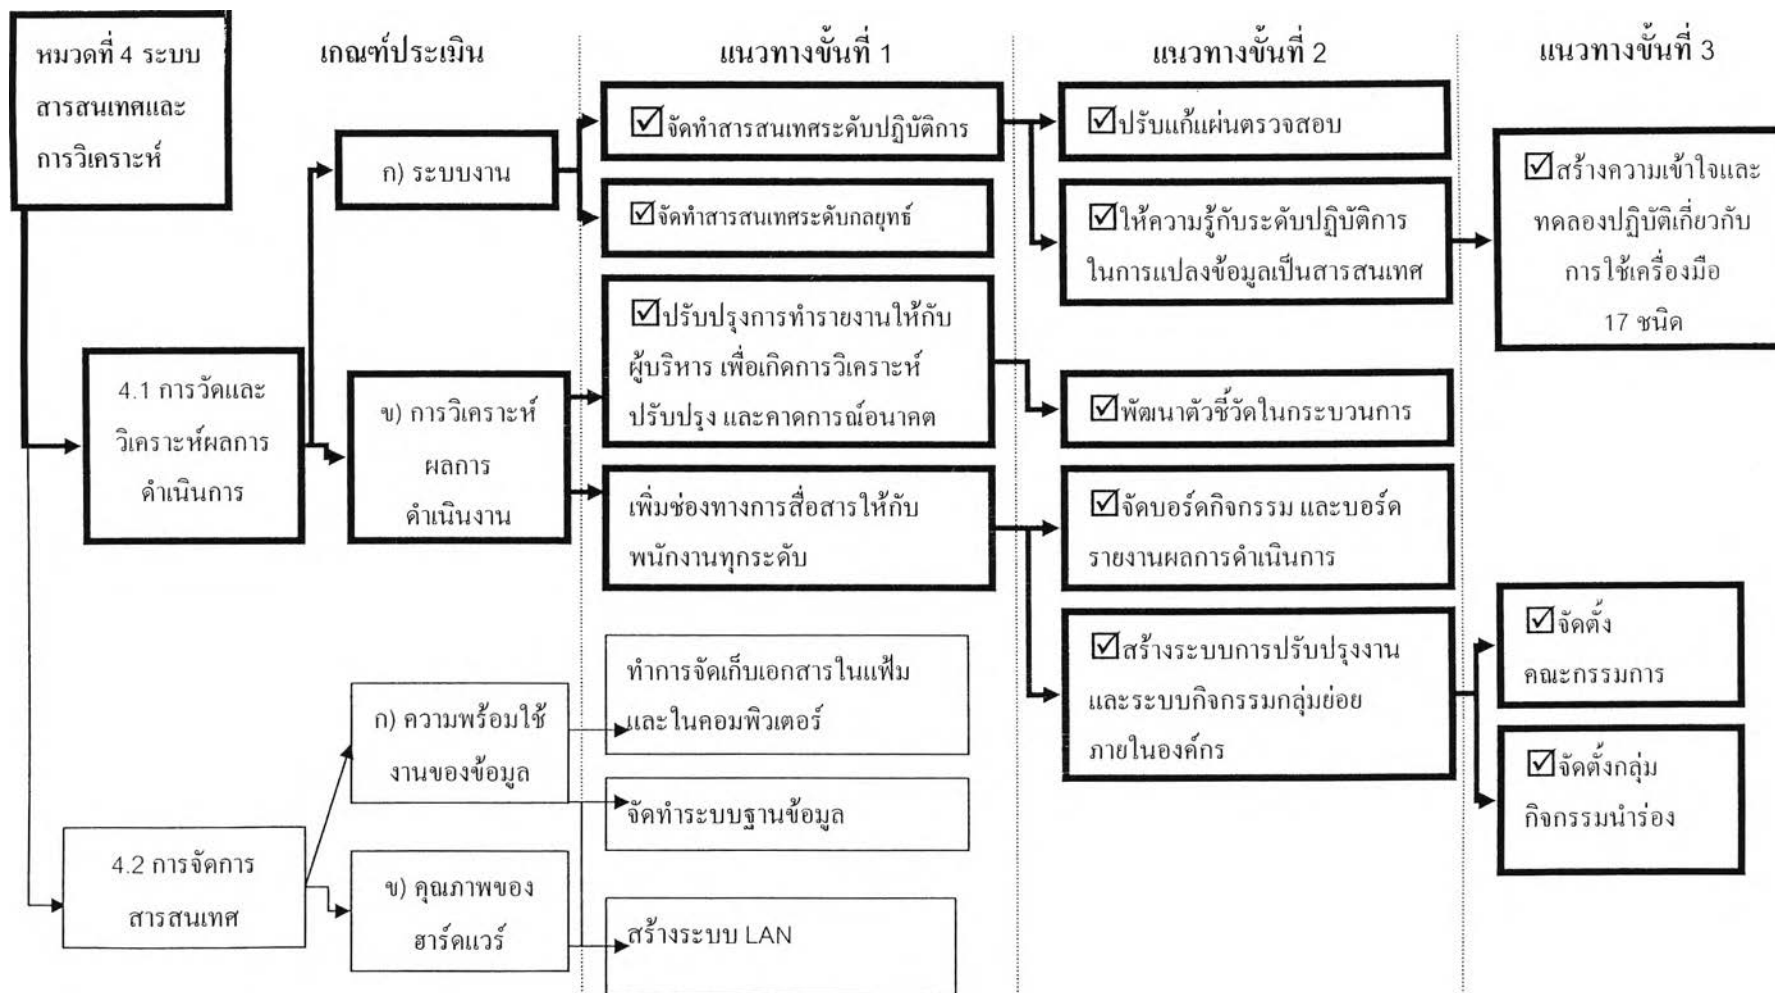 หมวดที่ 4 ระบบ
สารสนเทศและ
การวิเคราะห์
เกณฑ์ประเมิน
แนวทางขั้นที่ 1
แนวทางขั้นที่ 2
แนวทางขั้นที่ 3
ก) ระบบงาน
☑จัดทำสารสนเทศระดับปฏิบัติการ
☑จัดทำสารสนเทศระดับกลยุทธ์
☑ปรับแก้แผ่นตรวจสอบ
☑ให้ความรู้กับระดับปฏิบัติการ
ในการแปลงข้อมูลเป็นสารสนเทศ
☑สร้างความเข้าใจและ
ทดลองปฏิบัติเกี่ยวกับ
การใช้เครื่องมือ
17 ชนิด
4.1 การวัดและ
วิเคราะห์ผลการ
ดำเนินการ
ข) การวิเคราะห์
ผลการ
ดำเนินงาน
☑ปรับปรุงการทำรายงานให้กับ
ผู้บริหาร เพื่อเกิดการวิเคราะห์
ปรับปรุง และคาดการณ์อนาคต
☑พัฒนาตัวชี้วัดในกระบวนการ
เพิ่มช่องทางการสื่อสารให้กับ
พนักงานทุกระดับ
☑จัดบอร์ดกิจกรรม และบอร์ด
รายงานผลการดำเนินการ
☑สร้างระบบการปรับปรุงงาน
และระบบกิจกรรมกลุ่มย่อย
ภายในองค์กร
☑จัดตั้ง
คณะกรรมการ
☑จัดตั้งกลุ่ม
กิจกรรมนำร่อง
4.2 การจัดการ
สารสนเทศ
ก) ความพร้อมใช้
งานของข้อมูล
ทำการจัดเก็บเอกสารในแฟ้ม
และในคอมพิวเตอร์
จัดทำระบบฐานข้อมูล
ข) คุณภาพของ
ฮาร์ดแวร์
สร้างระบบ LAN